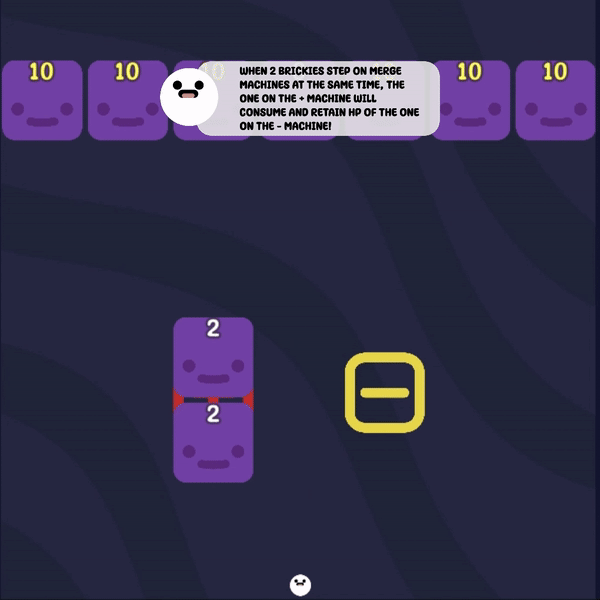 10 10 10 10
WHEN 2 BRICKIES STEP ON MERGE
MACHINES AT THE SAME TIME, THE
ONE ON THE + MACHINE WILL
CONSUME AND RETAIN HP OF THE ONE
ON THE - MACHINE!
2
2